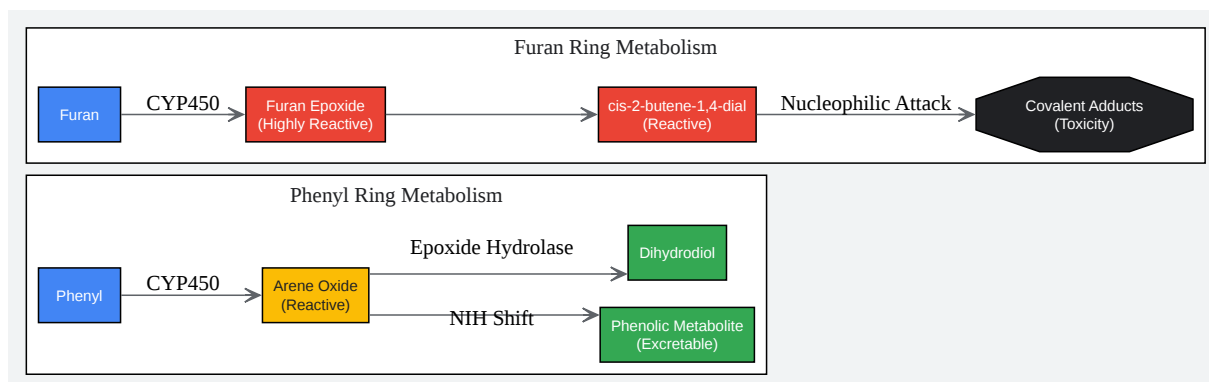 Furan Ring Metabolism
Furan
CYP450
Furan Epoxide
(Highly Reactive)
cis-2-butene-1,4-dial
(Reactive)
Nucleophilic Attack
Covalent Adducts
(Toxicity)
Phenyl Ring Metabolism
Phenyl
CYP450
Arene Oxide
(Reactive)
Epoxide Hydrolase
Dihydrodiol
NIH Shift
Phenolic Metabolite
(Excretable)